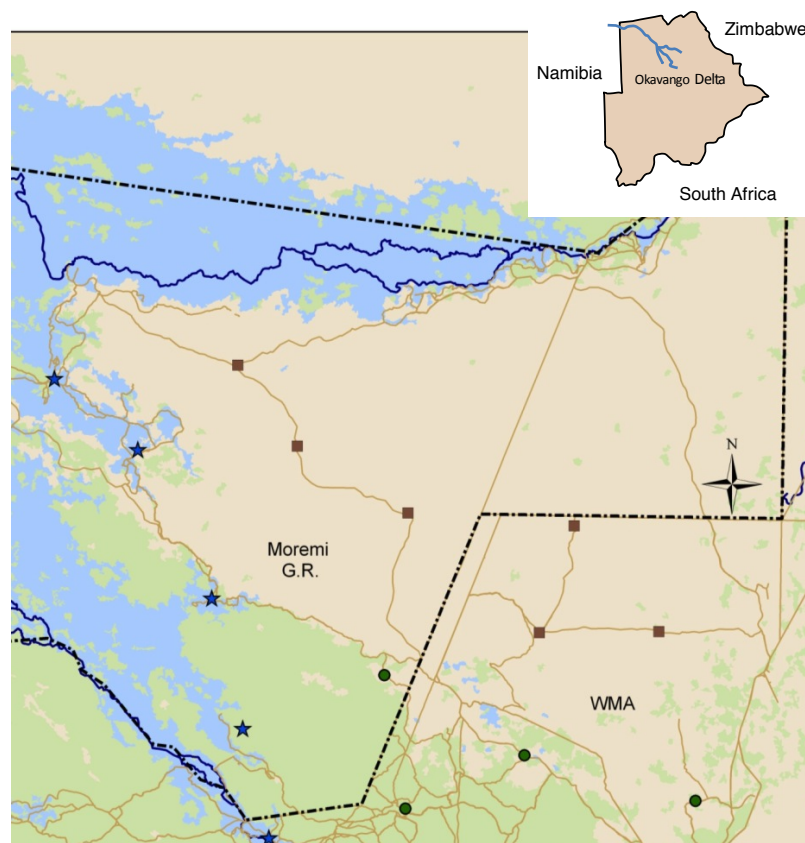 Zimbabwe
Namibia
Okavango Delta
South Africa
N
Moremi
G.R.
WMA